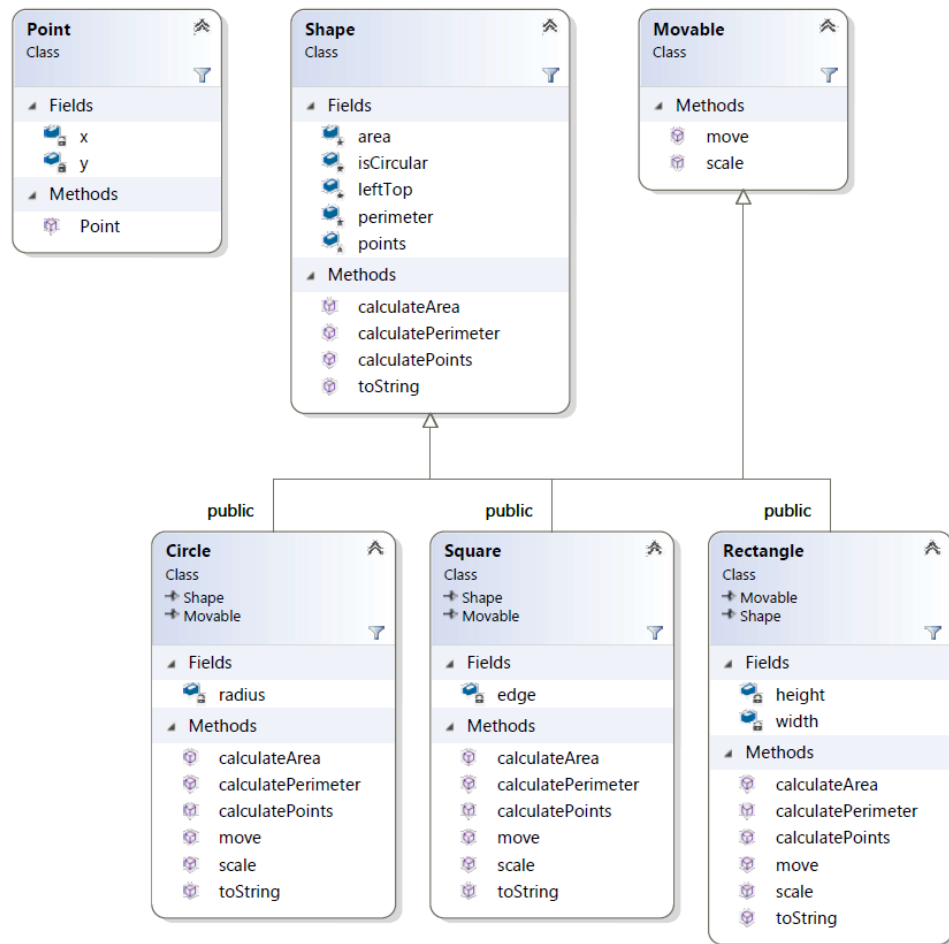 Point
Class
Fields
x
y
Methods
Point
Shape
Class
Fields
area
isCircular
leftTop
perimeter
points
Methods
calculateArea
calculatePerimeter
calculatePoints
toString
Movable
Class
Methods
move
scale
public
public
public
Circle
Class
Shape
Movable
Fields
radius
Methods
calculateArea
calculatePerimeter
calculatePoints
move
scale
toString
Square
Class
Shape
Movable
Fields
edge
Methods
calculateArea
calculatePerimeter
calculatePoints
move
scale
toString
Rectangle
Class
Movable
Shape
Fields
height
width
Methods
calculateArea
calculatePerimeter
calculatePoints
move
scale
toString